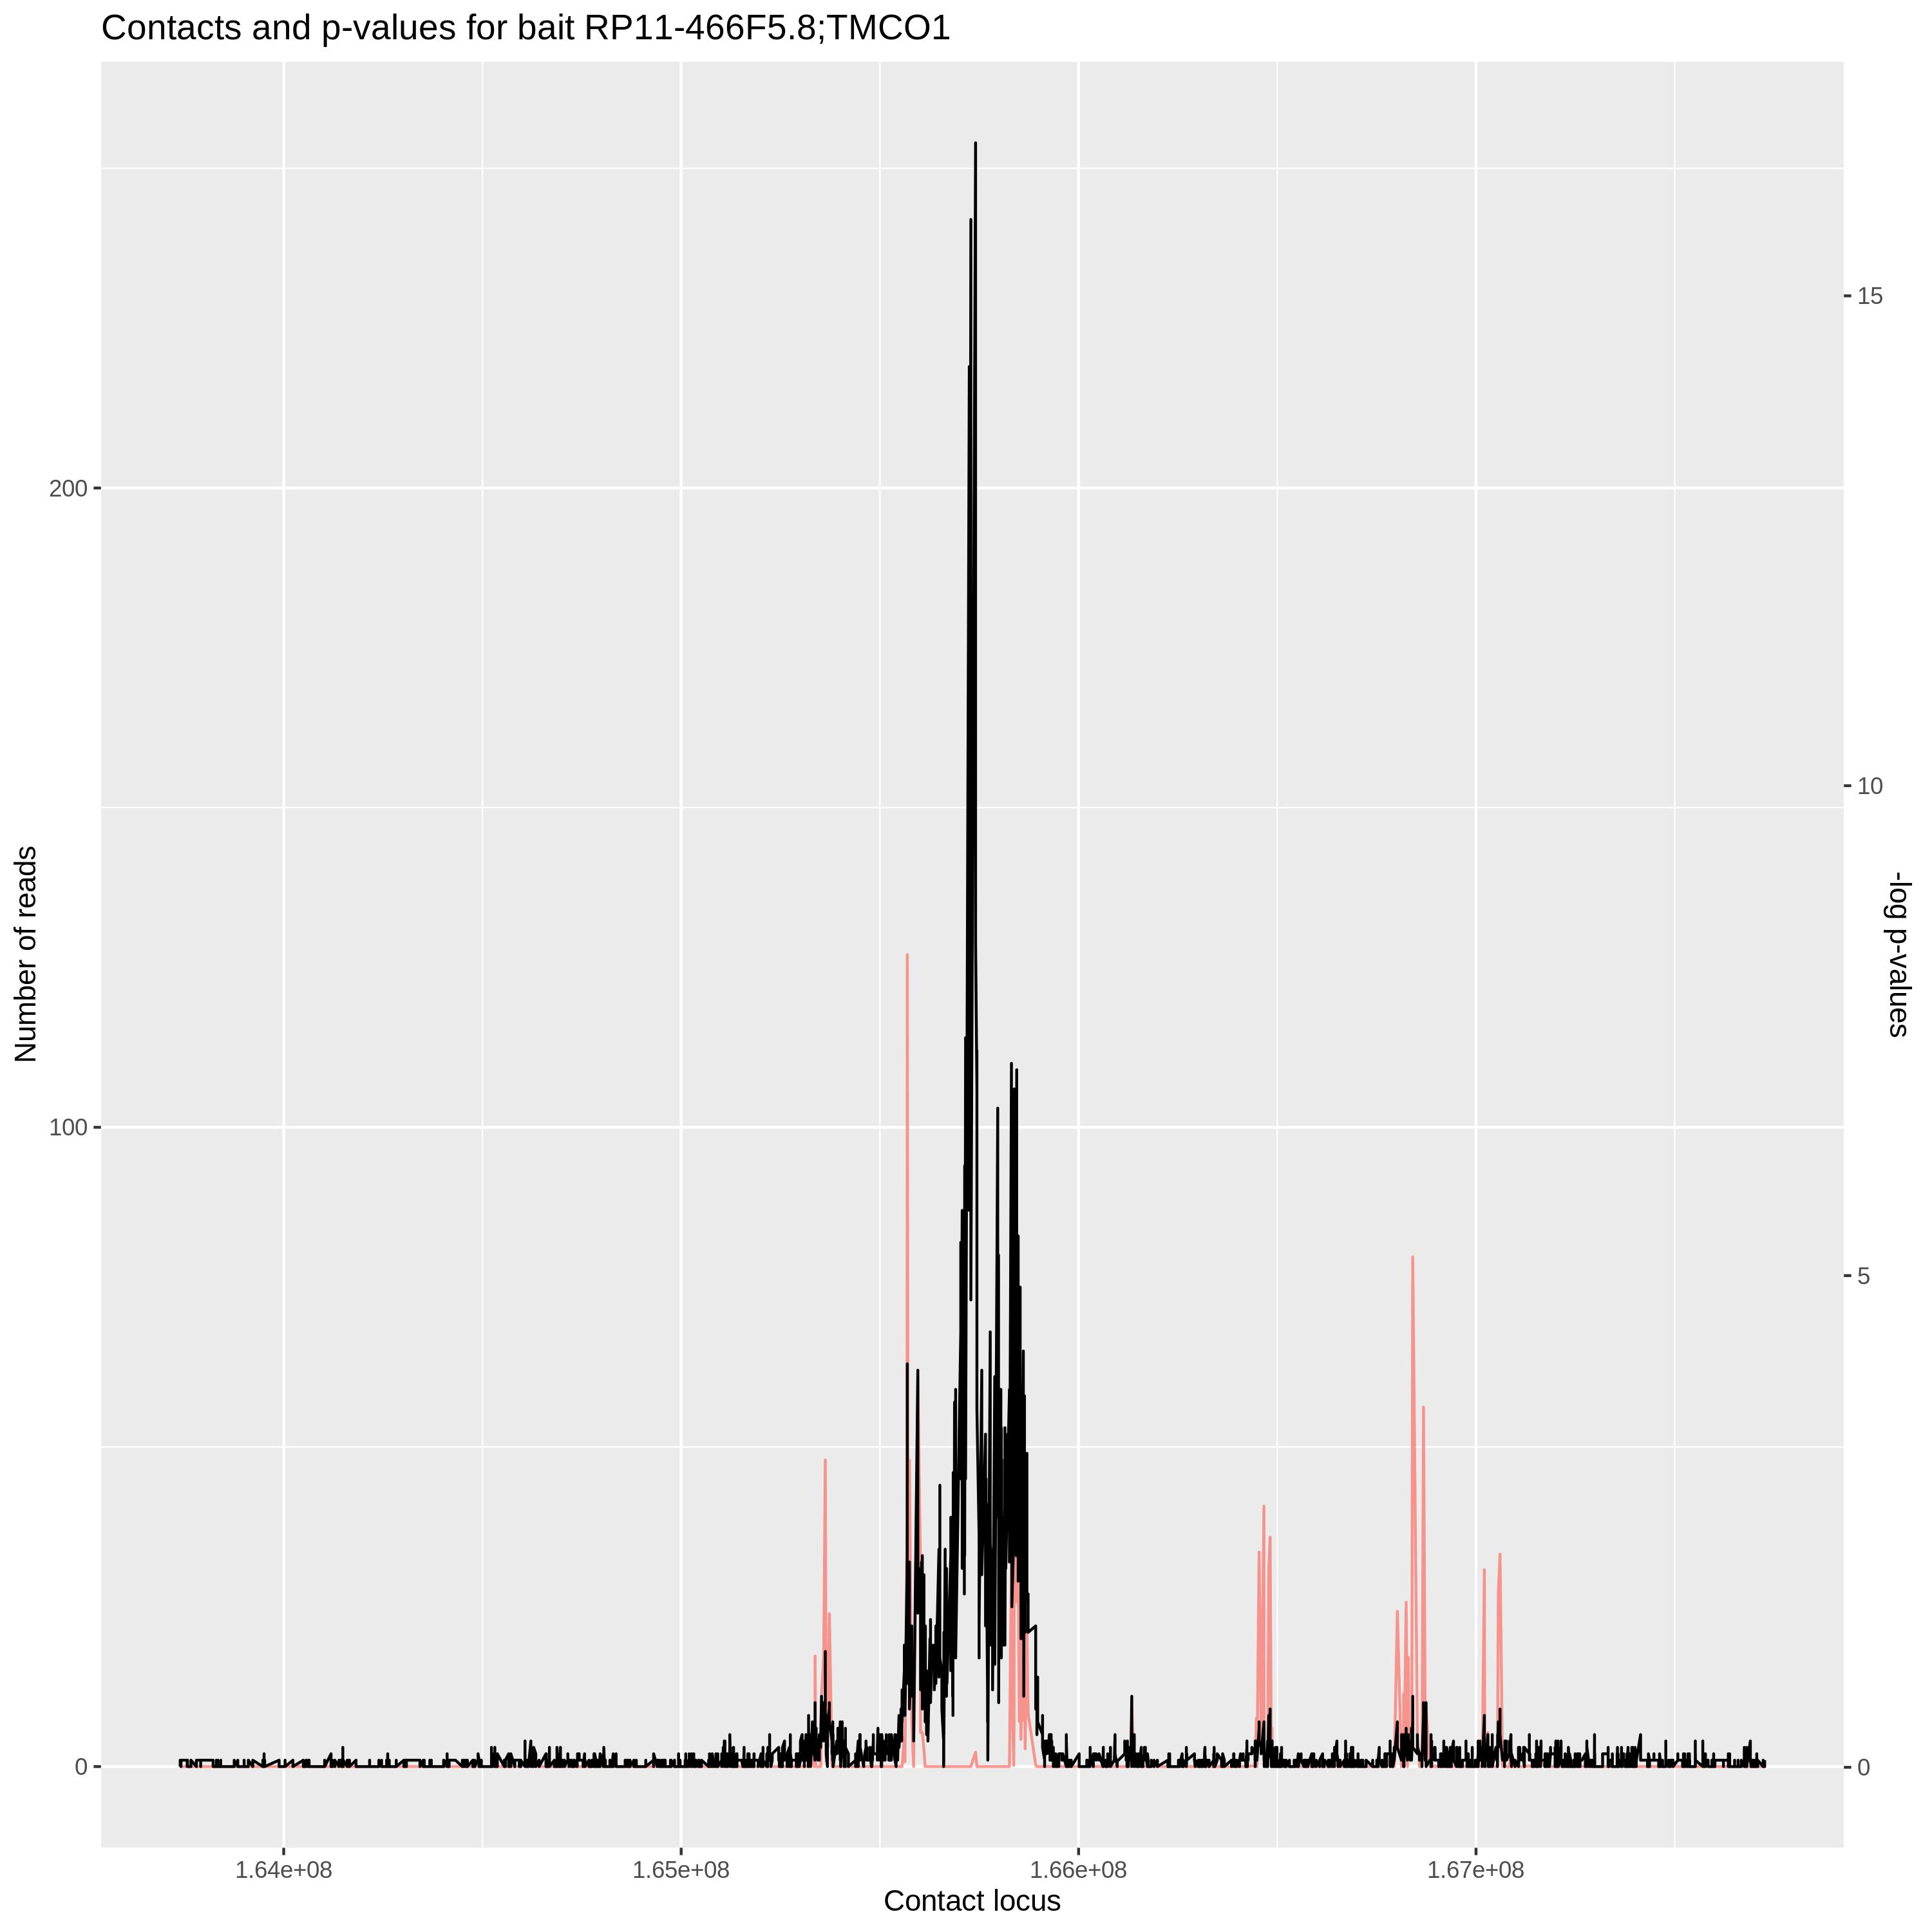 Contacts and p-values for bait RP11-466F5.8;TMCO1
Number of reads
200
100
0
15
10
5
0
-log p-values
1.64e+08
1.65e+08
1.66e+08
1.67e+08
Contact locus